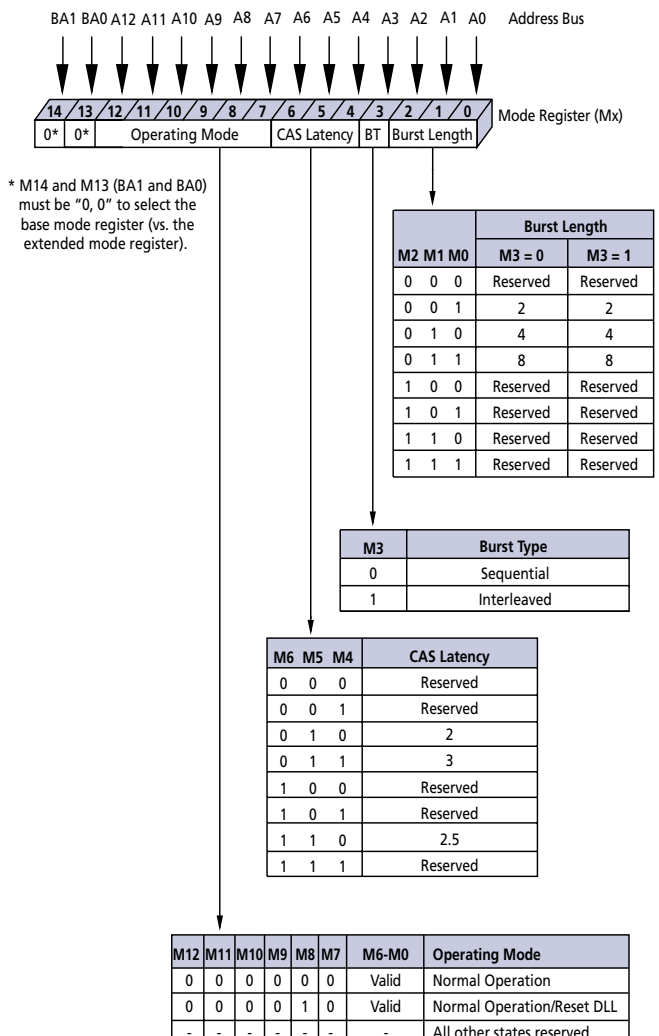 BA1 BA0 A12 A11 A10 A9 A8 A7 A6 A5 A4 A3 A2 A1 A0 Address Bus
14 13 12 11 10 9 8 7 6 5 4 3 2 1 0 Mode Register (Mx)
0* 0* Operating Mode CAS Latency BT Burst Length
* M14 and M13 (BA1 and BA0)
must be “0, 0” to select the
base mode register (vs. the
extended mode register).
Burst Length
M2 M1 M0 M3 = 0 M3 = 1
0 0 0 Reserved Reserved
0 0 1 2 2
0 1 0 4 4
0 1 1 8 8
1 0 0 Reserved Reserved
1 0 1 Reserved Reserved
1 1 0 Reserved Reserved
1 1 1 Reserved Reserved
M3 Burst Type
0 Sequential
1 Interleaved
M6 M5 M4 CAS Latency
0 0 0 Reserved
0 0 1 Reserved
0 1 0 2
0 1 1 3
1 0 0 Reserved
1 0 1 Reserved
1 1 0 2.5
1 1 1 Reserved
M12 M11 M10 M9 M8 M7 M6-M0 Operating Mode
0 0 0 0 0 0 Valid Normal Operation
0 0 0 0 1 0 Valid Normal Operation/Reset DLL
- - - - - - - All other states reserved